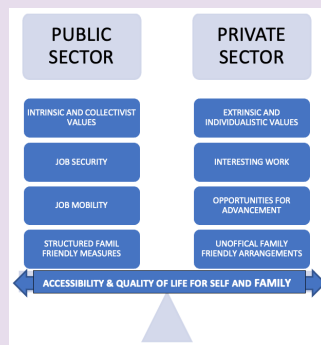 PUBLIC
SECTOR
INTRINSIC AND COLLECTIVIST
VALUES
JOB SECURITY
JOB MOBILITY
STRUCTURED FAMIL
FRIENDLY MEASURES
PRIVATE
SECTOR
EXTRINSIC AND
INDIVIDUALISTIC VALUES
INTERESTING WORK
OPPORTUNITIES FOR
ADVANCEMENT
UNOFFICAL FAMILY
FRIENDLY ARRANGEMENTS
ACCESSIBILITY & QUALITY OF LIFE FOR SELF AND FAMILY